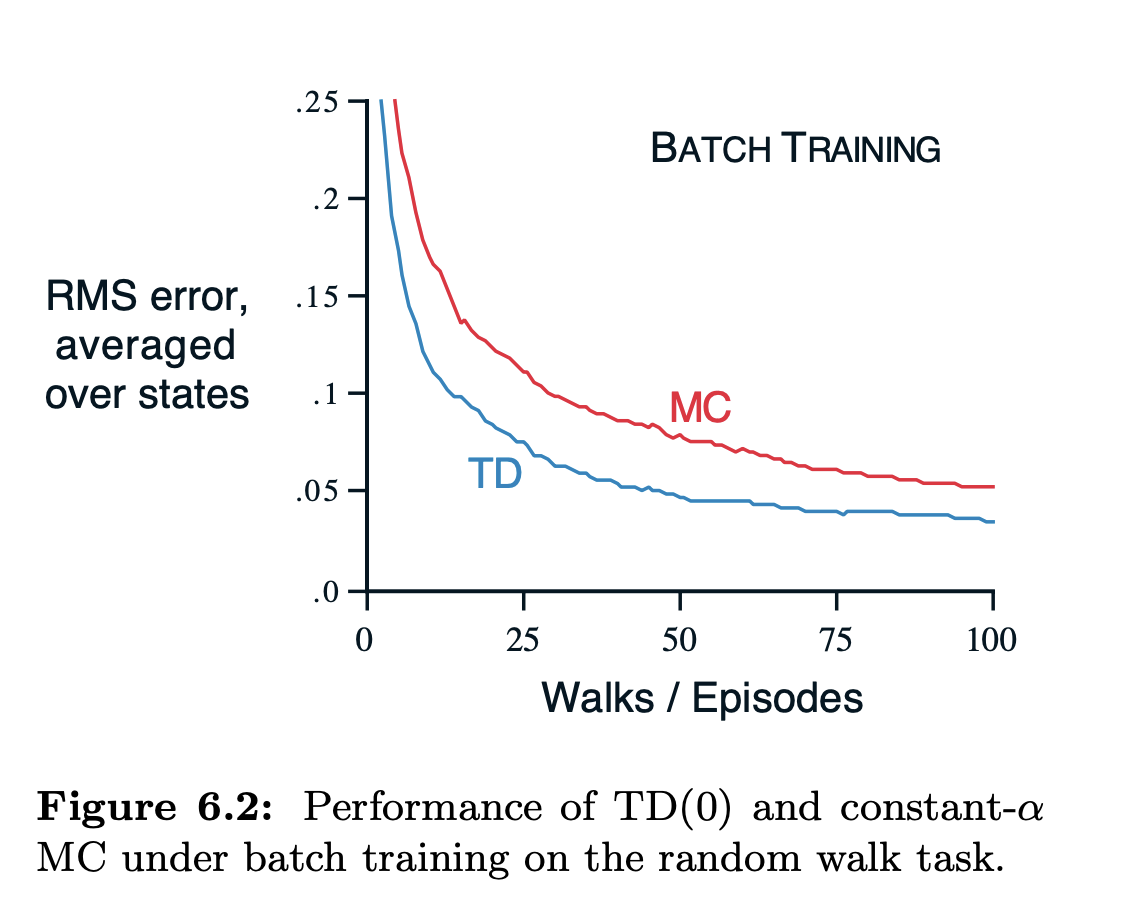 .25
BATCH TRAINING
.2
RMS error,
averaged
over states
.15
.1
MC
TD
.05
.0
0 25 50 75 100
Walks / Episodes
Figure 6.2: Performance of TD(0) and constant-α
MC under batch training on the random walk task.